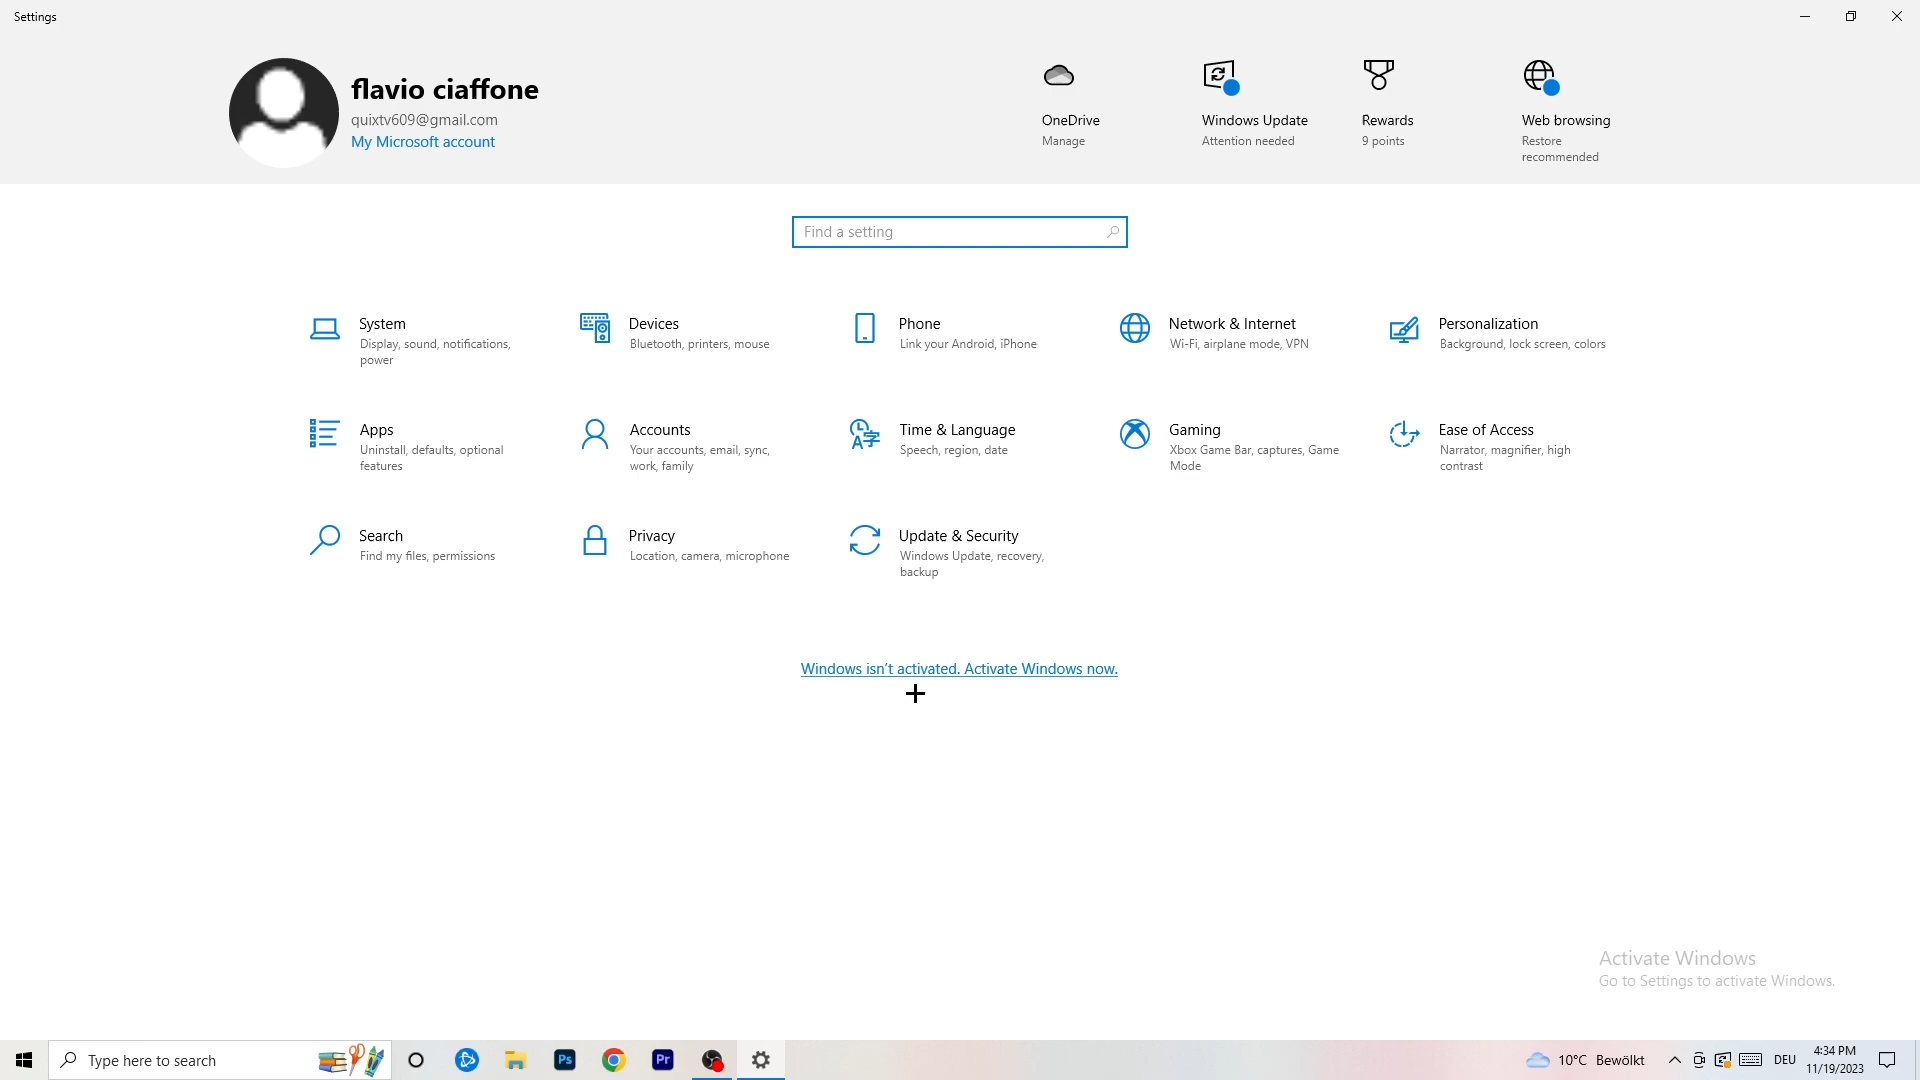 Settings
flavio ciaffone
quixtv609@gmail.com
My Microsoft account
OneDrive
Manage
Windows Update
Attention needed
Rewards
9 points
Web browsing
Restore
recommended
Find a setting
System
Display, sound, notifications,
power
Devices
Bluetooth, printers, mouse
Phone
Link your Android, iPhone
Network & Internet
Wi-Fi, airplane mode, VPN
Personalization
Background, lock screen, colors
Apps
Uninstall, defaults, optional
features
Accounts
Your accounts, email, sync,
work, family
Time & Language
Speech, region, date
Gaming
Xbox Game Bar, captures, Game
Mode
Ease of Access
Narrator, magnifier, high
contrast
Search
Find my files, permissions
Privacy
Location, camera, microphone
Update & Security
Windows Update, recovery,
backup
Windows isn't activated. Activate Windows now.
Activate Windows
Go to Settings to activate Windows.
Type here to search
Ps
Pr
10°C Bewölkt
DEU
4:34 PM
11/19/2023